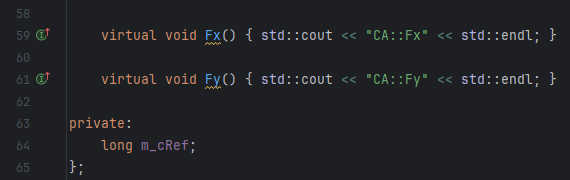 58
59 virtual void Fx() { std::cout << "CA::Fx" << std::endl; }
60
61 virtual void Fy() { std::cout << "CA::Fy" << std::endl; }
62
63 private:
64 long m_cRef;
65 };